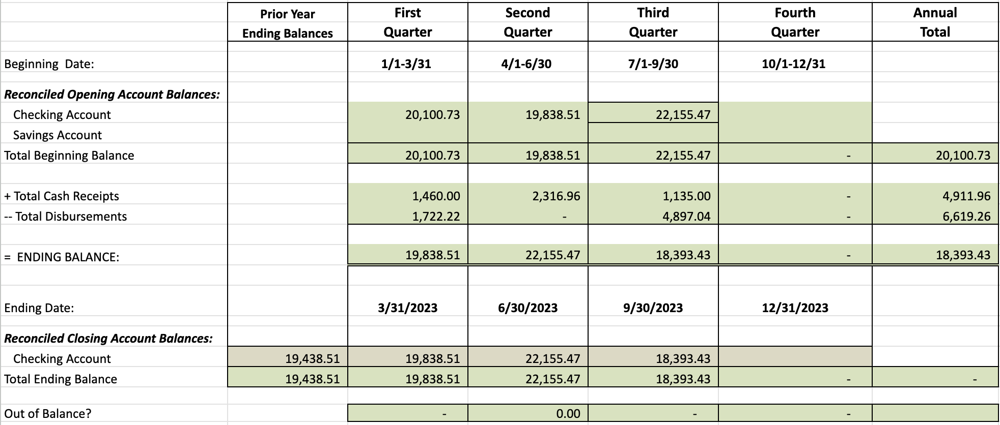 Prior Year First Second Third Fourth Annual
Ending Balances Quarter Quarter Quarter Quarter Total
Beginning Date: 1/1-3/31 4/1-6/30 7/1-9/30 10/1-12/31
Reconciled Opening Account Balances:
Checking Account 20,100.73 19,838.51 22,155.47
Savings Account
Total Beginning Balance 20,100.73 19,838.51 22,155.47 - 20,100.73
+ Total Cash Receipts 1,460.00 2,316.96 1,135.00 - 4,911.96
-- Total Disbursements 1,722.22 - 4,897.04 - 6,619.26
= ENDING BALANCE: 19,838.51 22,155.47 18,393.43 - 18,393.43
Ending Date: 3/31/2023 6/30/2023 9/30/2023 12/31/2023
Reconciled Closing Account Balances:
Checking Account 19,438.51 19,838.51 22,155.47 18,393.43
Total Ending Balance 19,438.51 19,838.51 22,155.47 18,393.43 - -
Out of Balance? - 0.00 - -